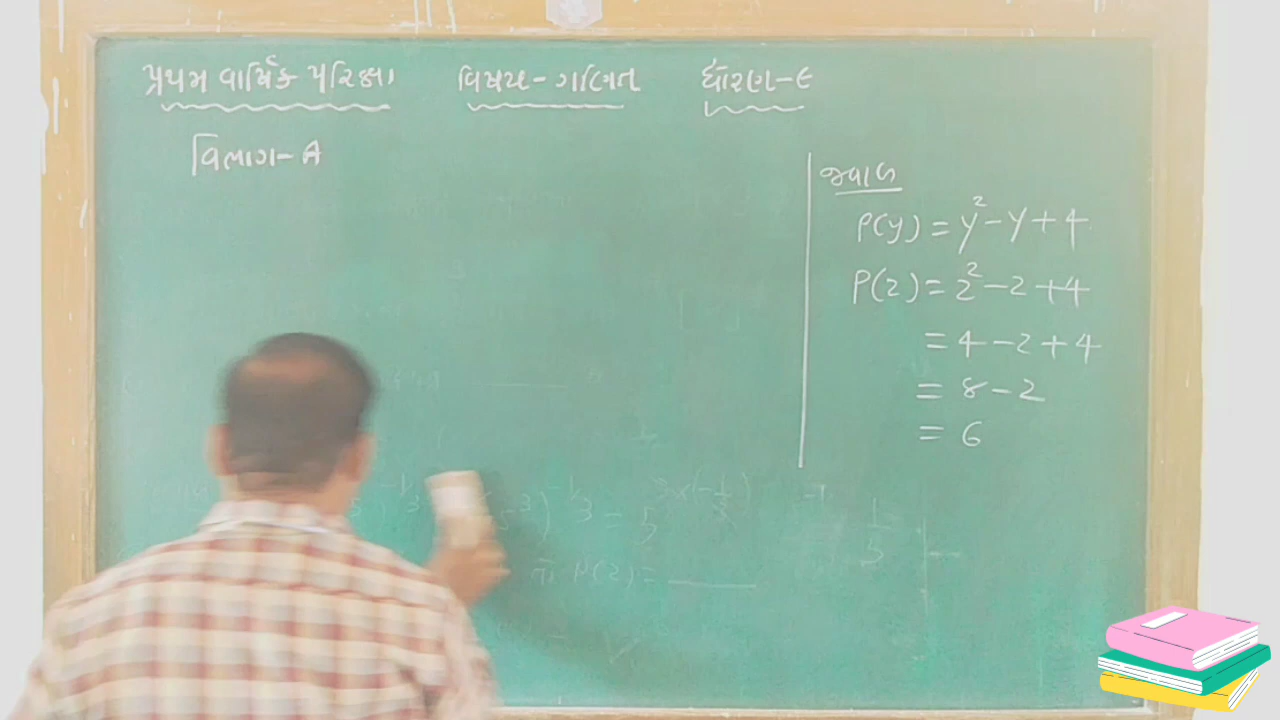 પ્રથમ વાર્ષિક પરિક્ષા વિષય - ગણિત ધોરણ - ૯
વિભાગ - A
જવાબ
P(y) = y² - y + 4
P(2) = 2² - 2 + 4
= 4 - 2 + 4
= 8 - 2
= 6